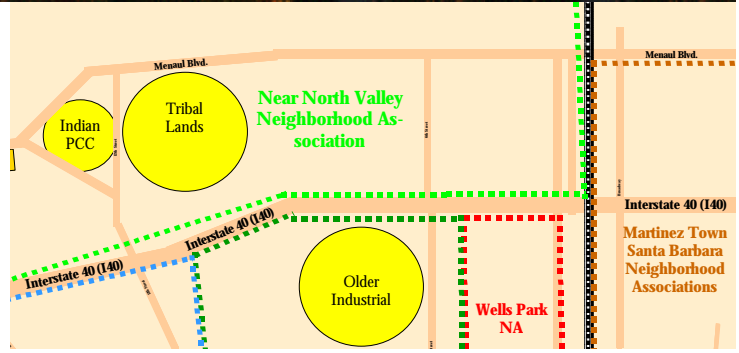 Menaul Blvd.
Menaul Blvd.
Indian
PCC
Tribal
Lands
Near North Valley
Neighborhood As-
sociation
Interstate 40 (I40)
Interstate 40 (I40)
Interstate 40 (I40)
Martinez Town
Santa Barbara
Neighborhood
Associations
Older
Industrial
Wells Park
NA